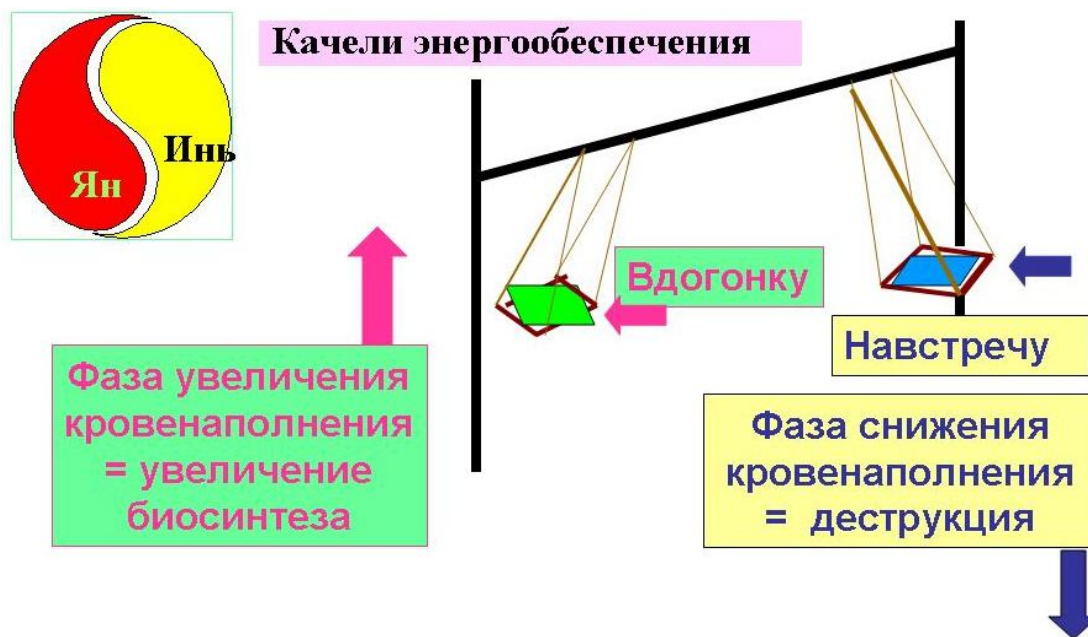 Качели энергообеспечения
Инь
Ян
Вдогонку
Навстречу
Фаза увеличения
кровенаполнения
= увеличение
биосинтеза
Фаза снижения
кровенаполнения
= деструкция